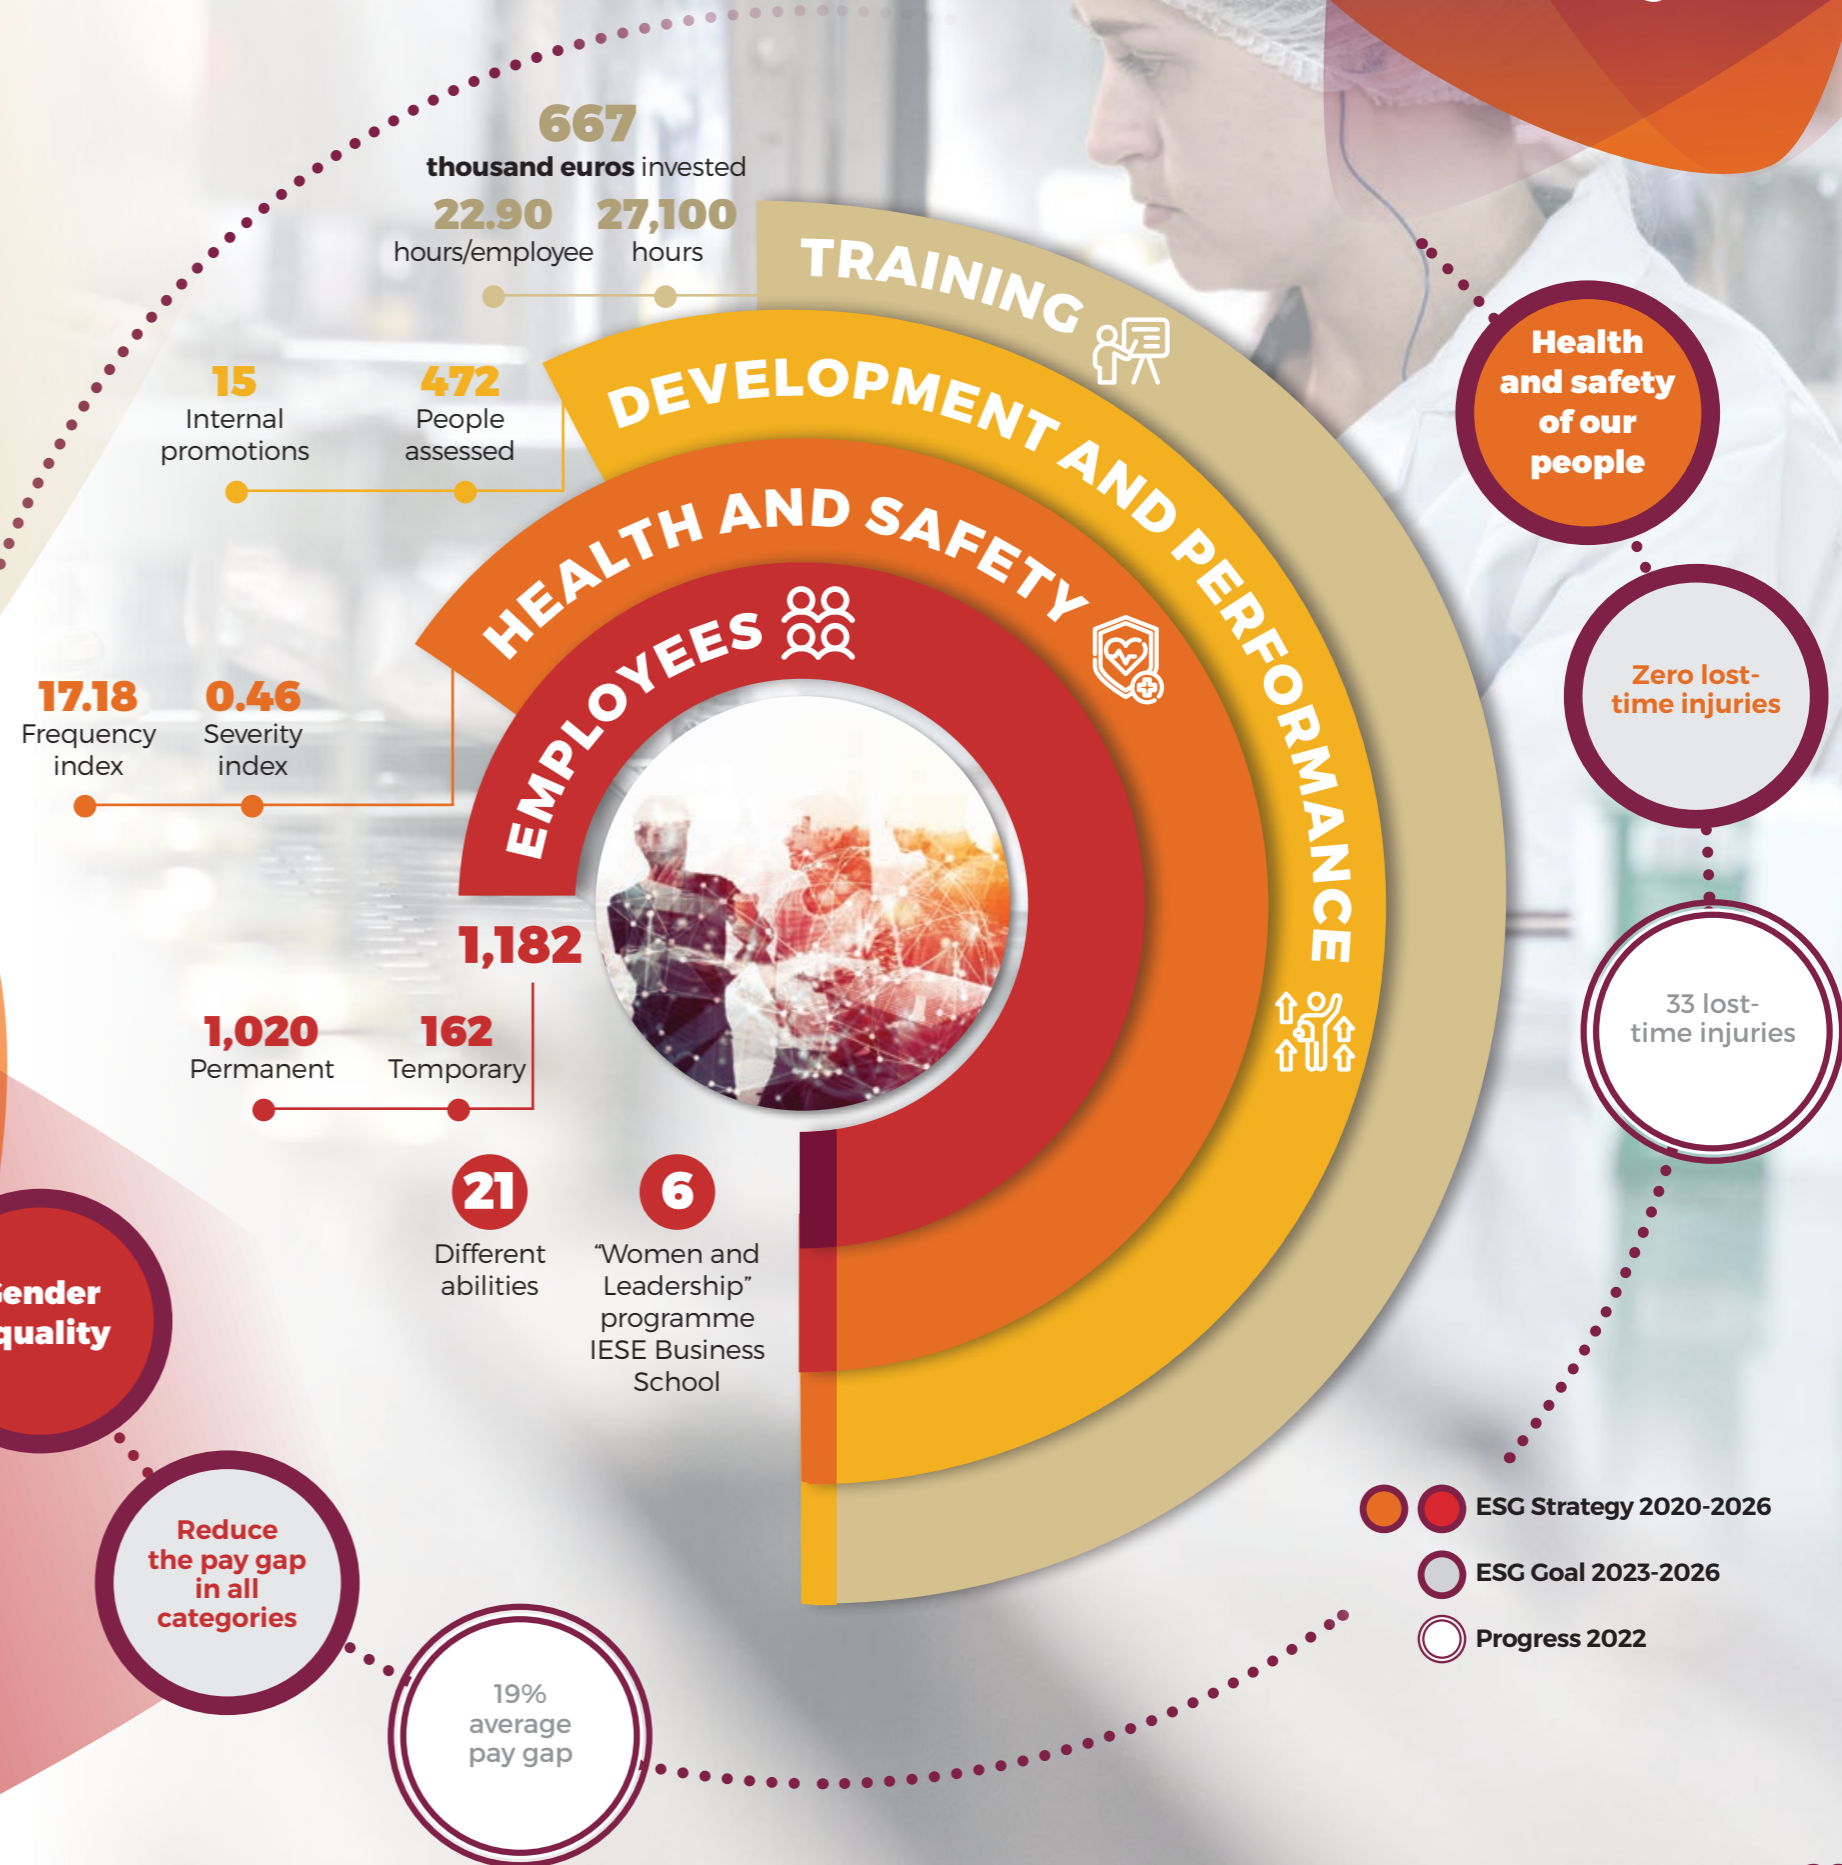 667
thousand euros invested
22.90 27,100
hours/employee hours
TRAINING
15 472
Internal People
promotions assessed
DEVELOPMENT AND PERFORMANCE
HEALTH AND SAFETY
17.18 0.46
Frequency Severity
index index
EMPLOYEES
1,182
1,020 162
Permanent Temporary
21
Different
abilities
6
“Women and
Leadership”
programme
IESE Business
School
Health
and safety
of our
people
Zero lost-
time injuries
33 lost-
time injuries
ender
quality
Reduce
the pay gap
in all
categories
19%
average
pay gap
ESG Strategy 2020-2026
ESG Goal 2023-2026
Progress 2022